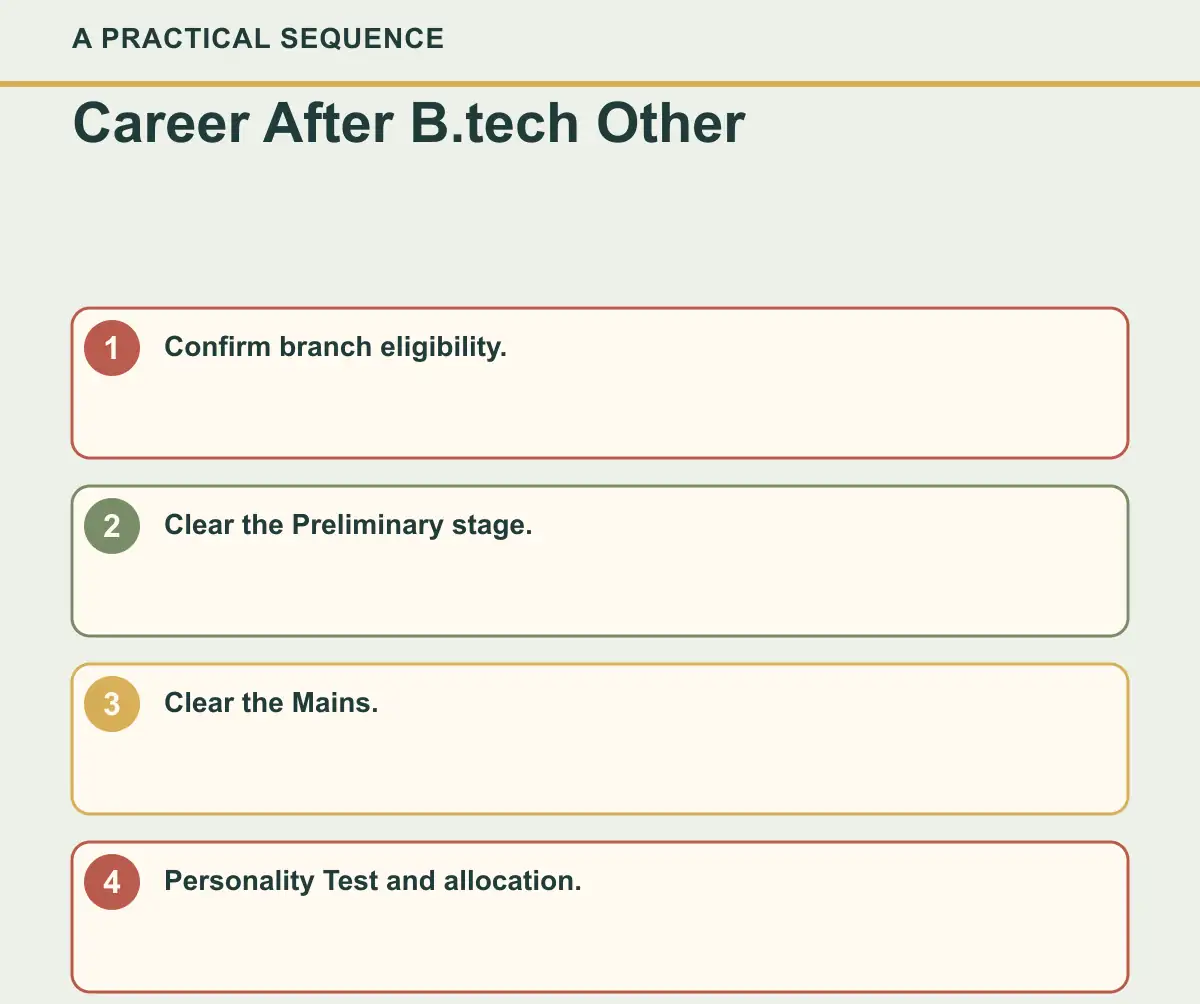 A PRACTICAL SEQUENCE
Career After B.tech Other
1 Confirm branch eligibility.
2 Clear the Preliminary stage.
3 Clear the Mains.
4 Personality Test and allocation.